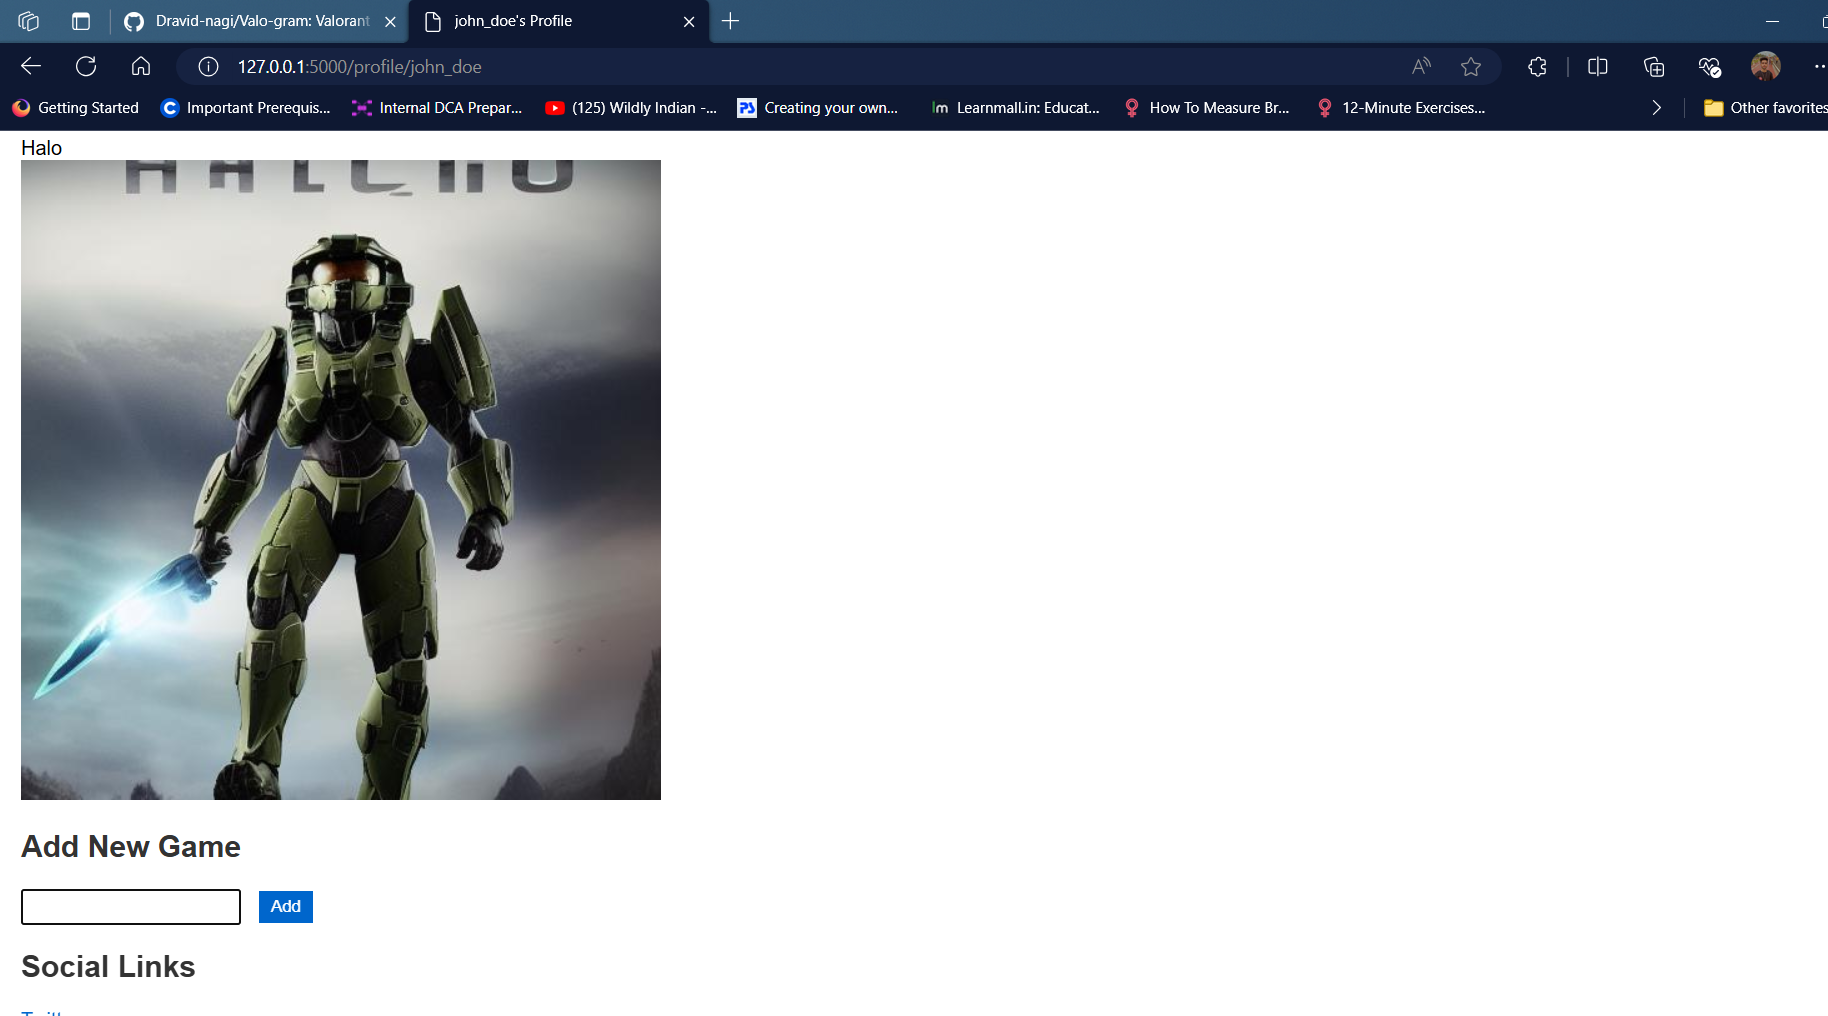 Dravid-nagi/Valo-gram: Valorant
john_doe's Profile
127.0.0.1:5000/profile/john_doe
Getting Started
Important Prerequis...
Internal DCA Prepar...
(125) Wildly Indian -...
Creating your own...
lm Learnmall.in: Educat...
How To Measure Br...
12-Minute Exercises...
Other favorites
Halo
Add New Game
Add
Social Links